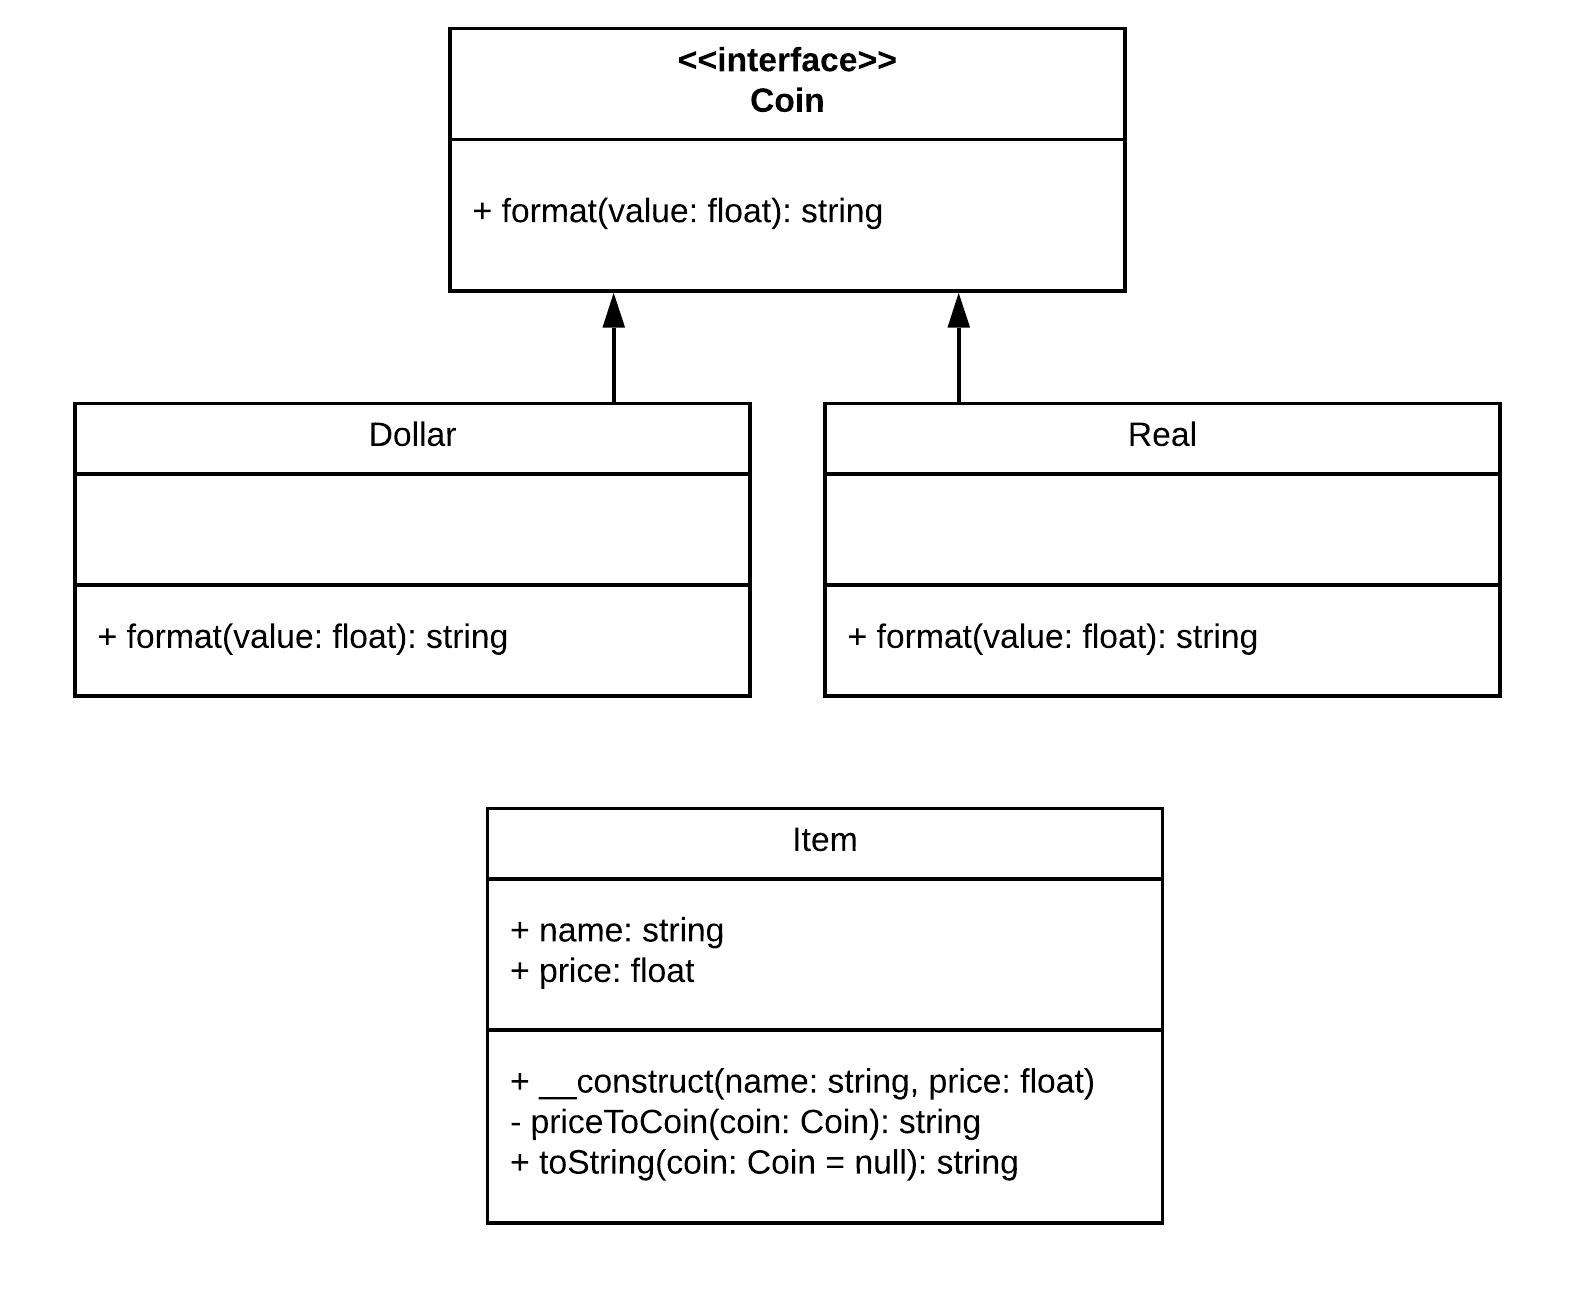 <<interface>>
Coin
+ format(value: float): string
Dollar
+ format(value: float): string
Real
+ format(value: float): string
Item
+ name: string
+ price: float
+ __construct(name: string, price: float)
- priceToCoin(coin: Coin): string
+ toString(coin: Coin = null): string